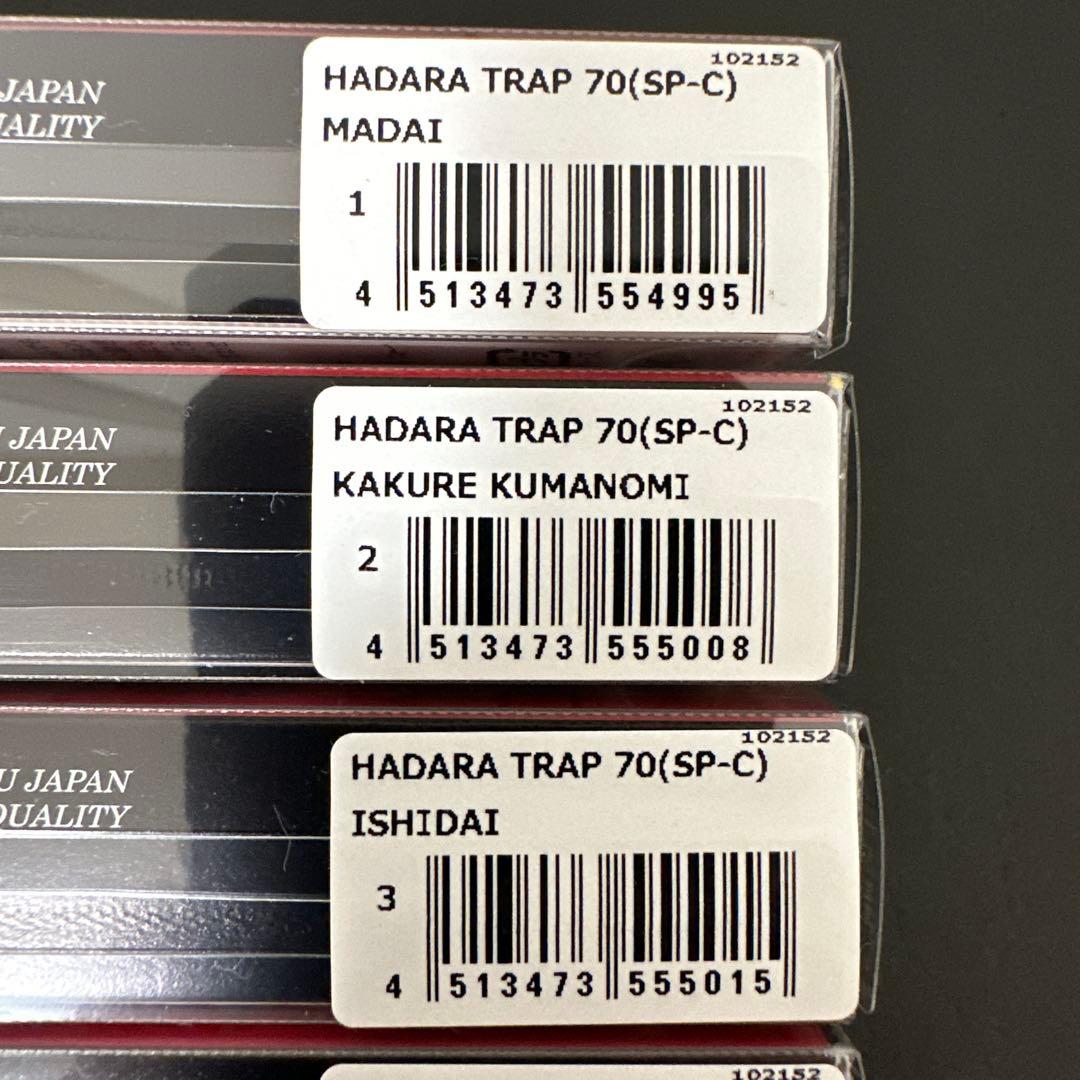 JAPAN
102152
HADARA TRAP 70(SP-C)
MADAI
1
4 513473 554995
U JAPAN
UALITY
102152
HADARA TRAP 70(SP-C)
KAKURE KUMANOMI
2
4 513473 555008
U JAPAN
QUALITY
102152
HADARA TRAP 70(SP-C)
ISHIDAI
3
4 513473 555015
102152